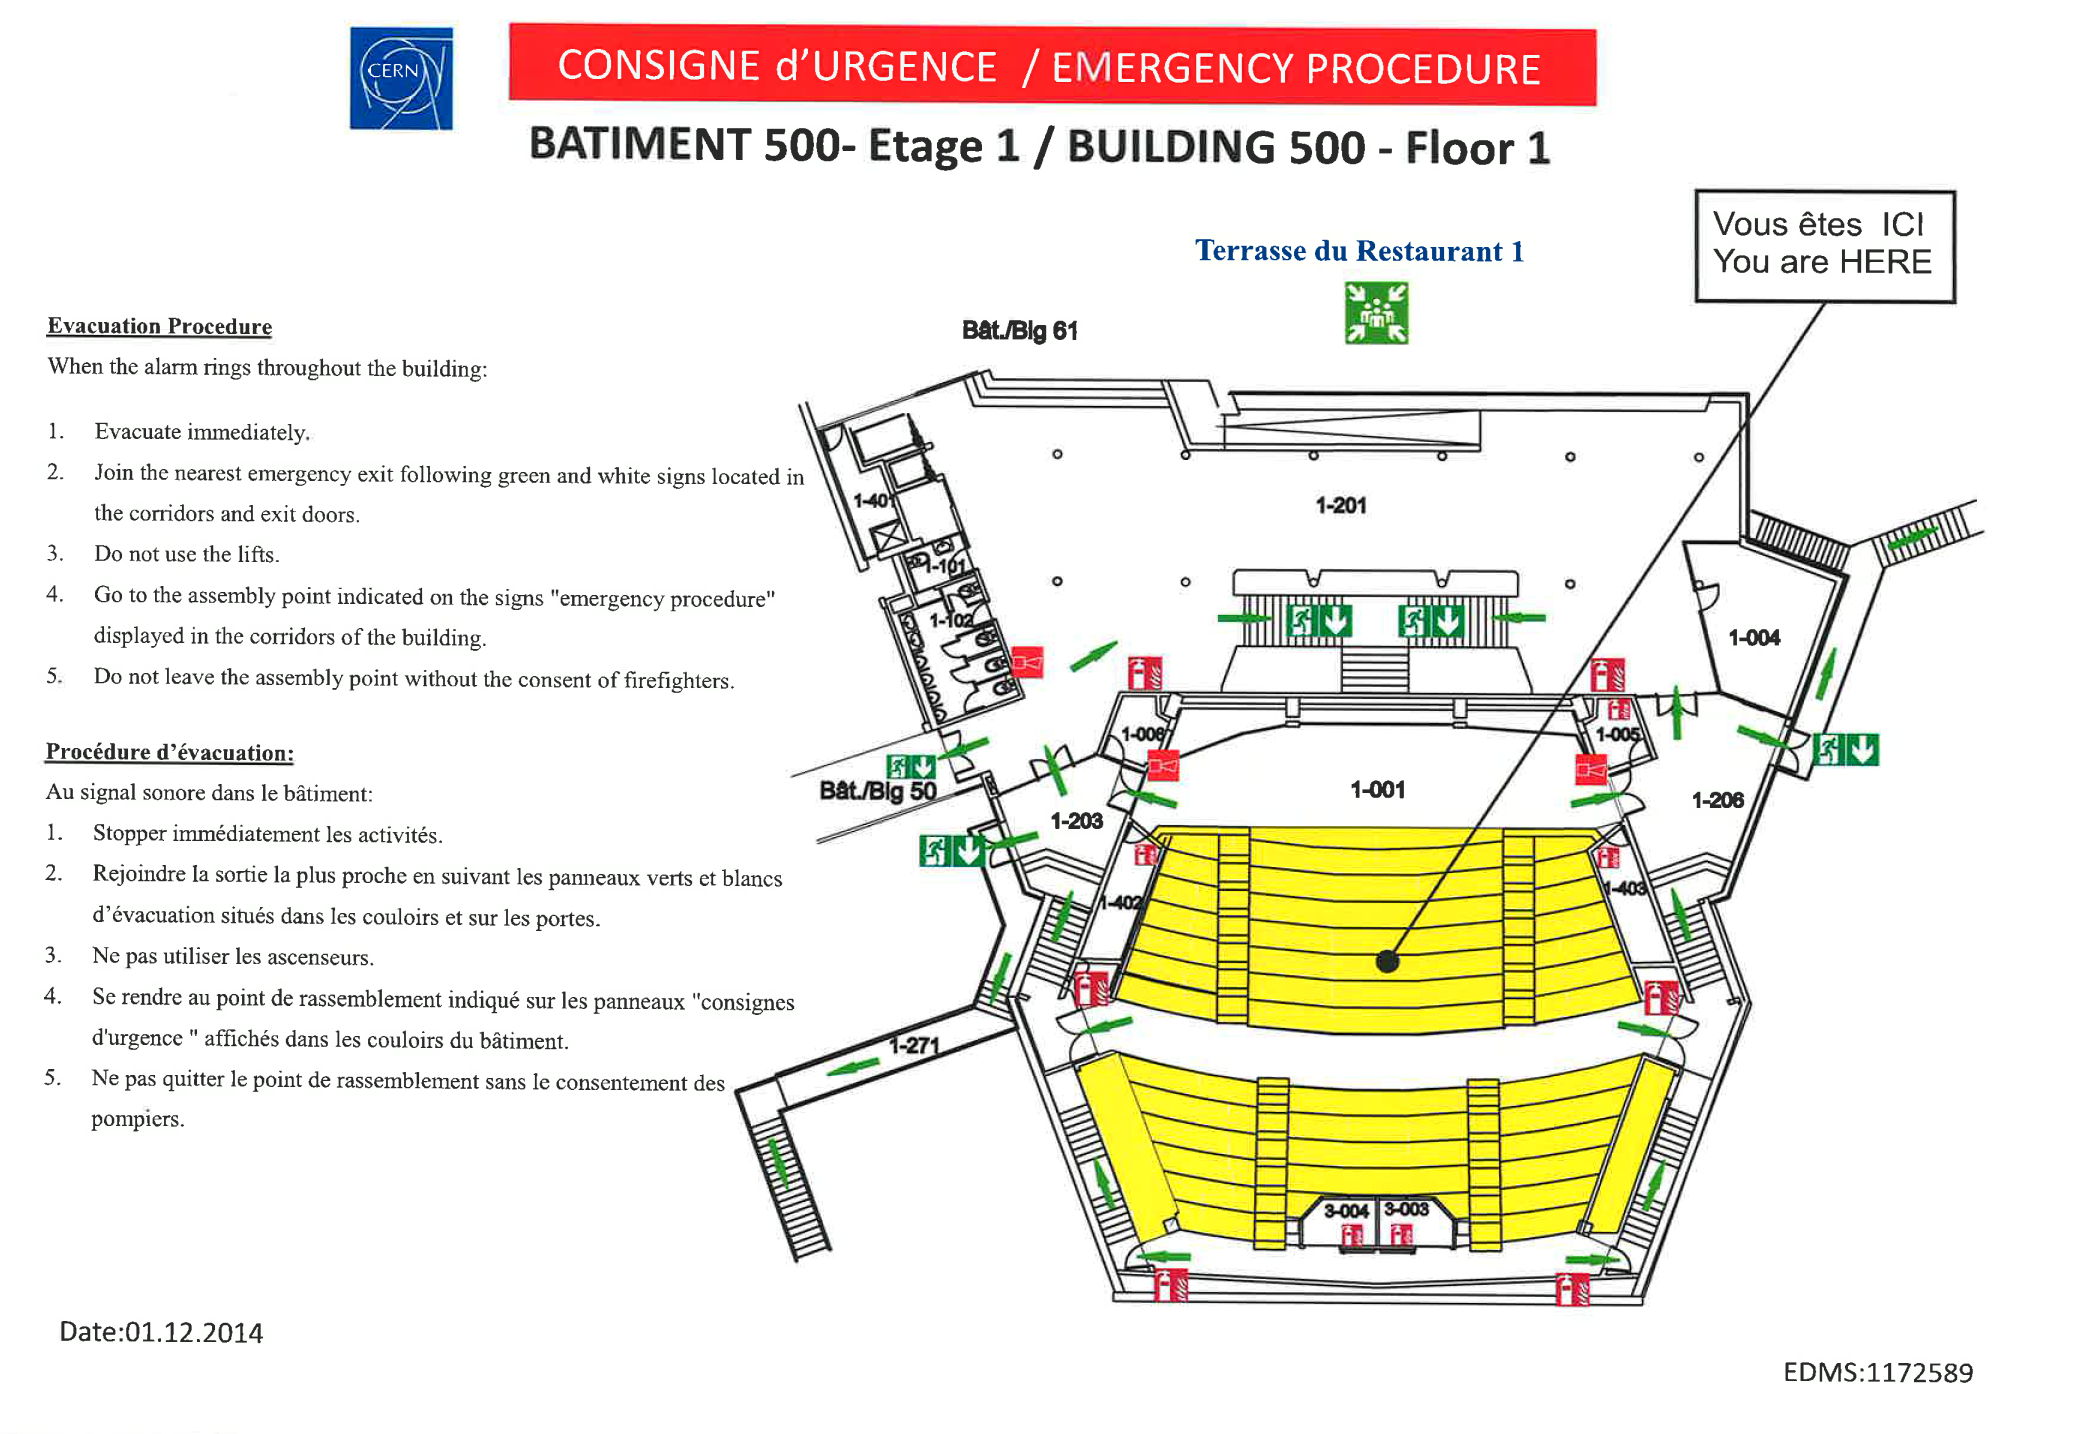 CERN
CONSIGNE d'URGENCE / EMERGENCY PROCEDURE
BATIMENT 500- Etage 1 / BUILDING 500 - Floor 1
Vous êtes ICI
You are HERE
Terrasse du Restaurant 1
Bât./Blg 61
Evacuation Procedure
When the alarm rings throughout the building:
1. Evacuate immediately.
2. Join the nearest emergency exit following green and white signs located in
the corridors and exit doors.
3. Do not use the lifts.
4. Go to the assembly point indicated on the signs "emergency procedure"
displayed in the corridors of the building.
5. Do not leave the assembly point without the consent of firefighters.
Procédure d'évacuation:
Au signal sonore dans le bâtiment:
1. Stopper immédiatement les activités.
2. Rejoindre la sortie la plus proche en suivant les panneaux verts et blancs
d'évacuation situés dans les couloirs et sur les portes.
3. Ne pas utiliser les ascenseurs.
4. Se rendre au point de rassemblement indiqué sur les panneaux "consignes
d'urgence " affichés dans les couloirs du bâtiment.
5. Ne pas quitter le point de rassemblement sans le consentement des
pompiers.
1-401
1-201
1-101
1-102
1-004
1-006
1-005
Bât./Blg 50
1-001
1-206
1-203
1-402
1-403
1-271
3-004
3-003
Date:01.12.2014
EDMS:1172589